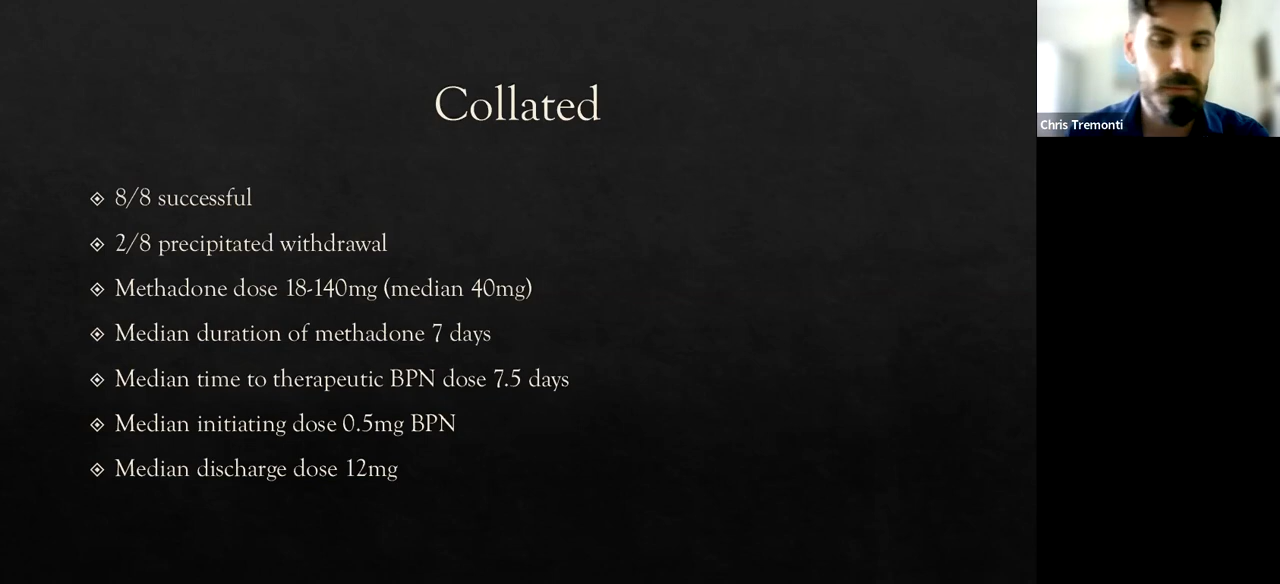 Collated
8/8 successful
2/8 precipitated withdrawal
Methadone dose 18-140mg (median 40mg)
Median duration of methadone 7 days
Median time to therapeutic BPN dose 7.5 days
Median initiating dose 0.5mg BPN
Median discharge dose 12mg
Chris Tremonti